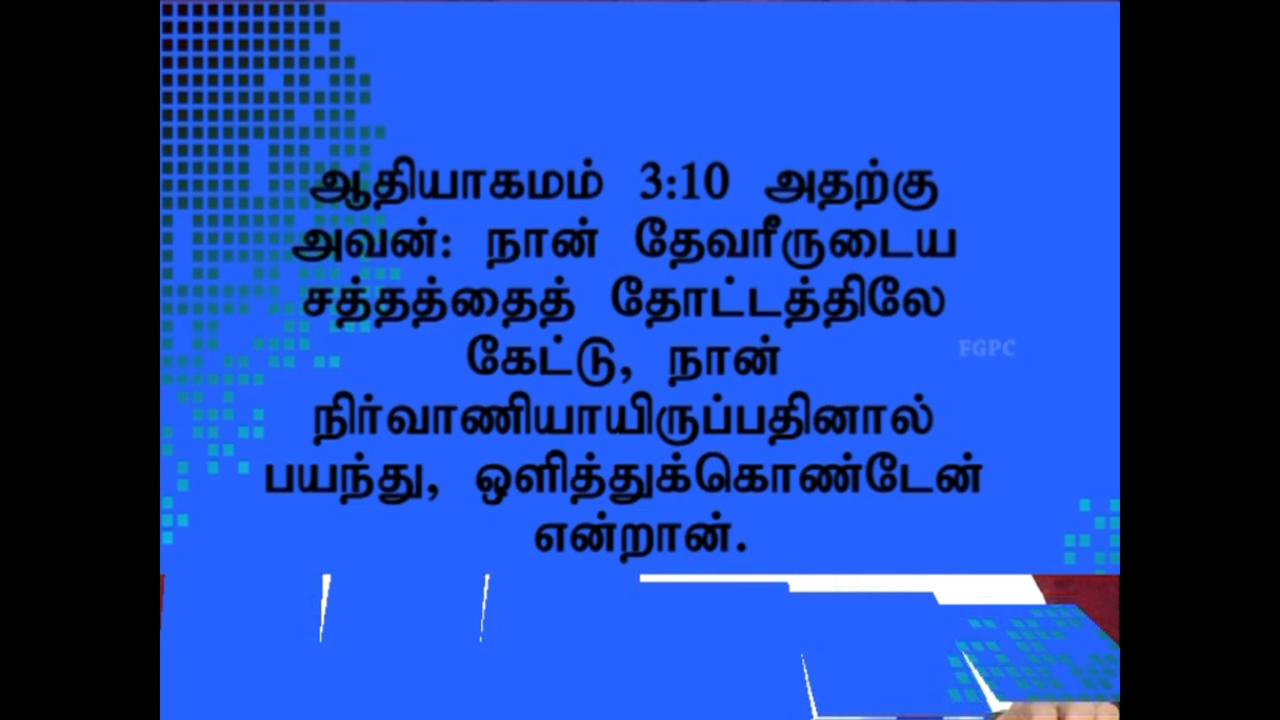 ஆதியாகமம் 3:10 அதற்கு
அவன்: நான் தேவரீருடைய
சத்தத்தைத் தோட்டத்திலே
கேட்டு, நான்
நிர்வாணியாயிருப்பதினால்
பயந்து, ஒளித்துக்கொண்டேன்
என்றான்.
FGPC